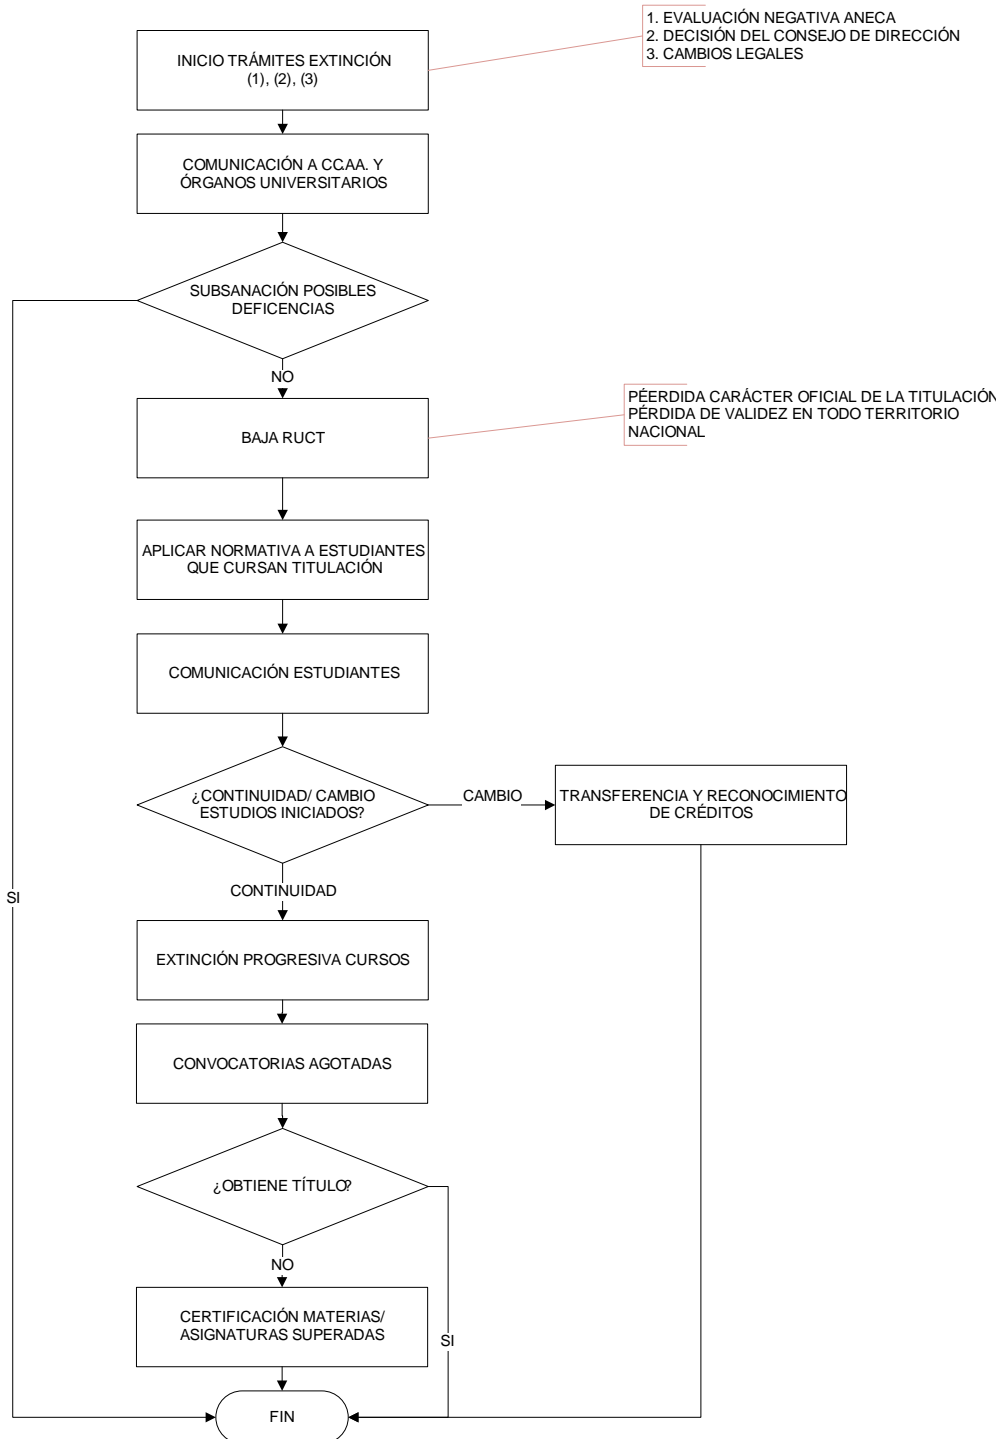 1. EVALUACIÓN NEGATIVA ANECA
2. DECISIÓN DEL CONSEJO DE DIRECCIÓN
3. CAMBIOS LEGALES
INICIO TRÁMITES EXTINCIÓN
(1), (2), (3)
COMUNICACIÓN A CC.AA. Y
ÓRGANOS UNIVERSITARIOS
SUBSANACIÓN POSIBLES
DEFICENCIAS
NO
PÉERDIDA CARÁCTER OFICIAL DE LA TITULACIÓN
PÉRDIDA DE VALIDEZ EN TODO TERRITORIO
NACIONAL
BAJA RUCT
APLICAR NORMATIVA A ESTUDIANTES
QUE CURSAN TITULACIÓN
COMUNICACIÓN ESTUDIANTES
¿CONTINUIDAD/ CAMBIO
ESTUDIOS INICIADOS?
CAMBIO
TRANSFERENCIA Y RECONOCIMIENTO
DE CRÉDITOS
CONTINUIDAD
SI
EXTINCIÓN PROGRESIVA CURSOS
CONVOCATORIAS AGOTADAS
¿OBTIENE TÍTULO?
NO
CERTIFICACIÓN MATERIAS/
ASIGNATURAS SUPERADAS
SI
FIN